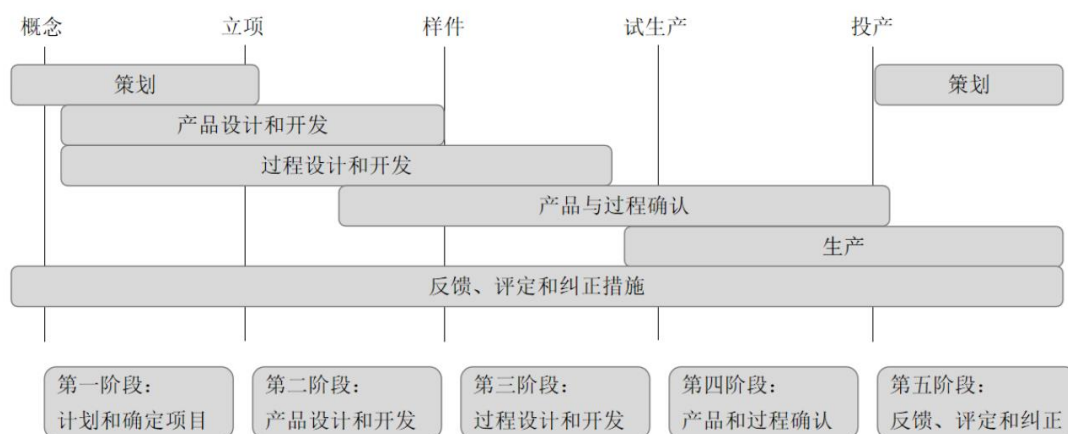 概念 立项 样件 试生产 投产
策划 策划
产品设计和开发
过程设计和开发
产品与过程确认
生产
反馈、评定和纠正措施
第一阶段： 第二阶段： 第三阶段： 第四阶段： 第五阶段：
计划和确定项目 产品设计和开发 过程设计和开发 产品和过程确认 反馈、评定和纠正